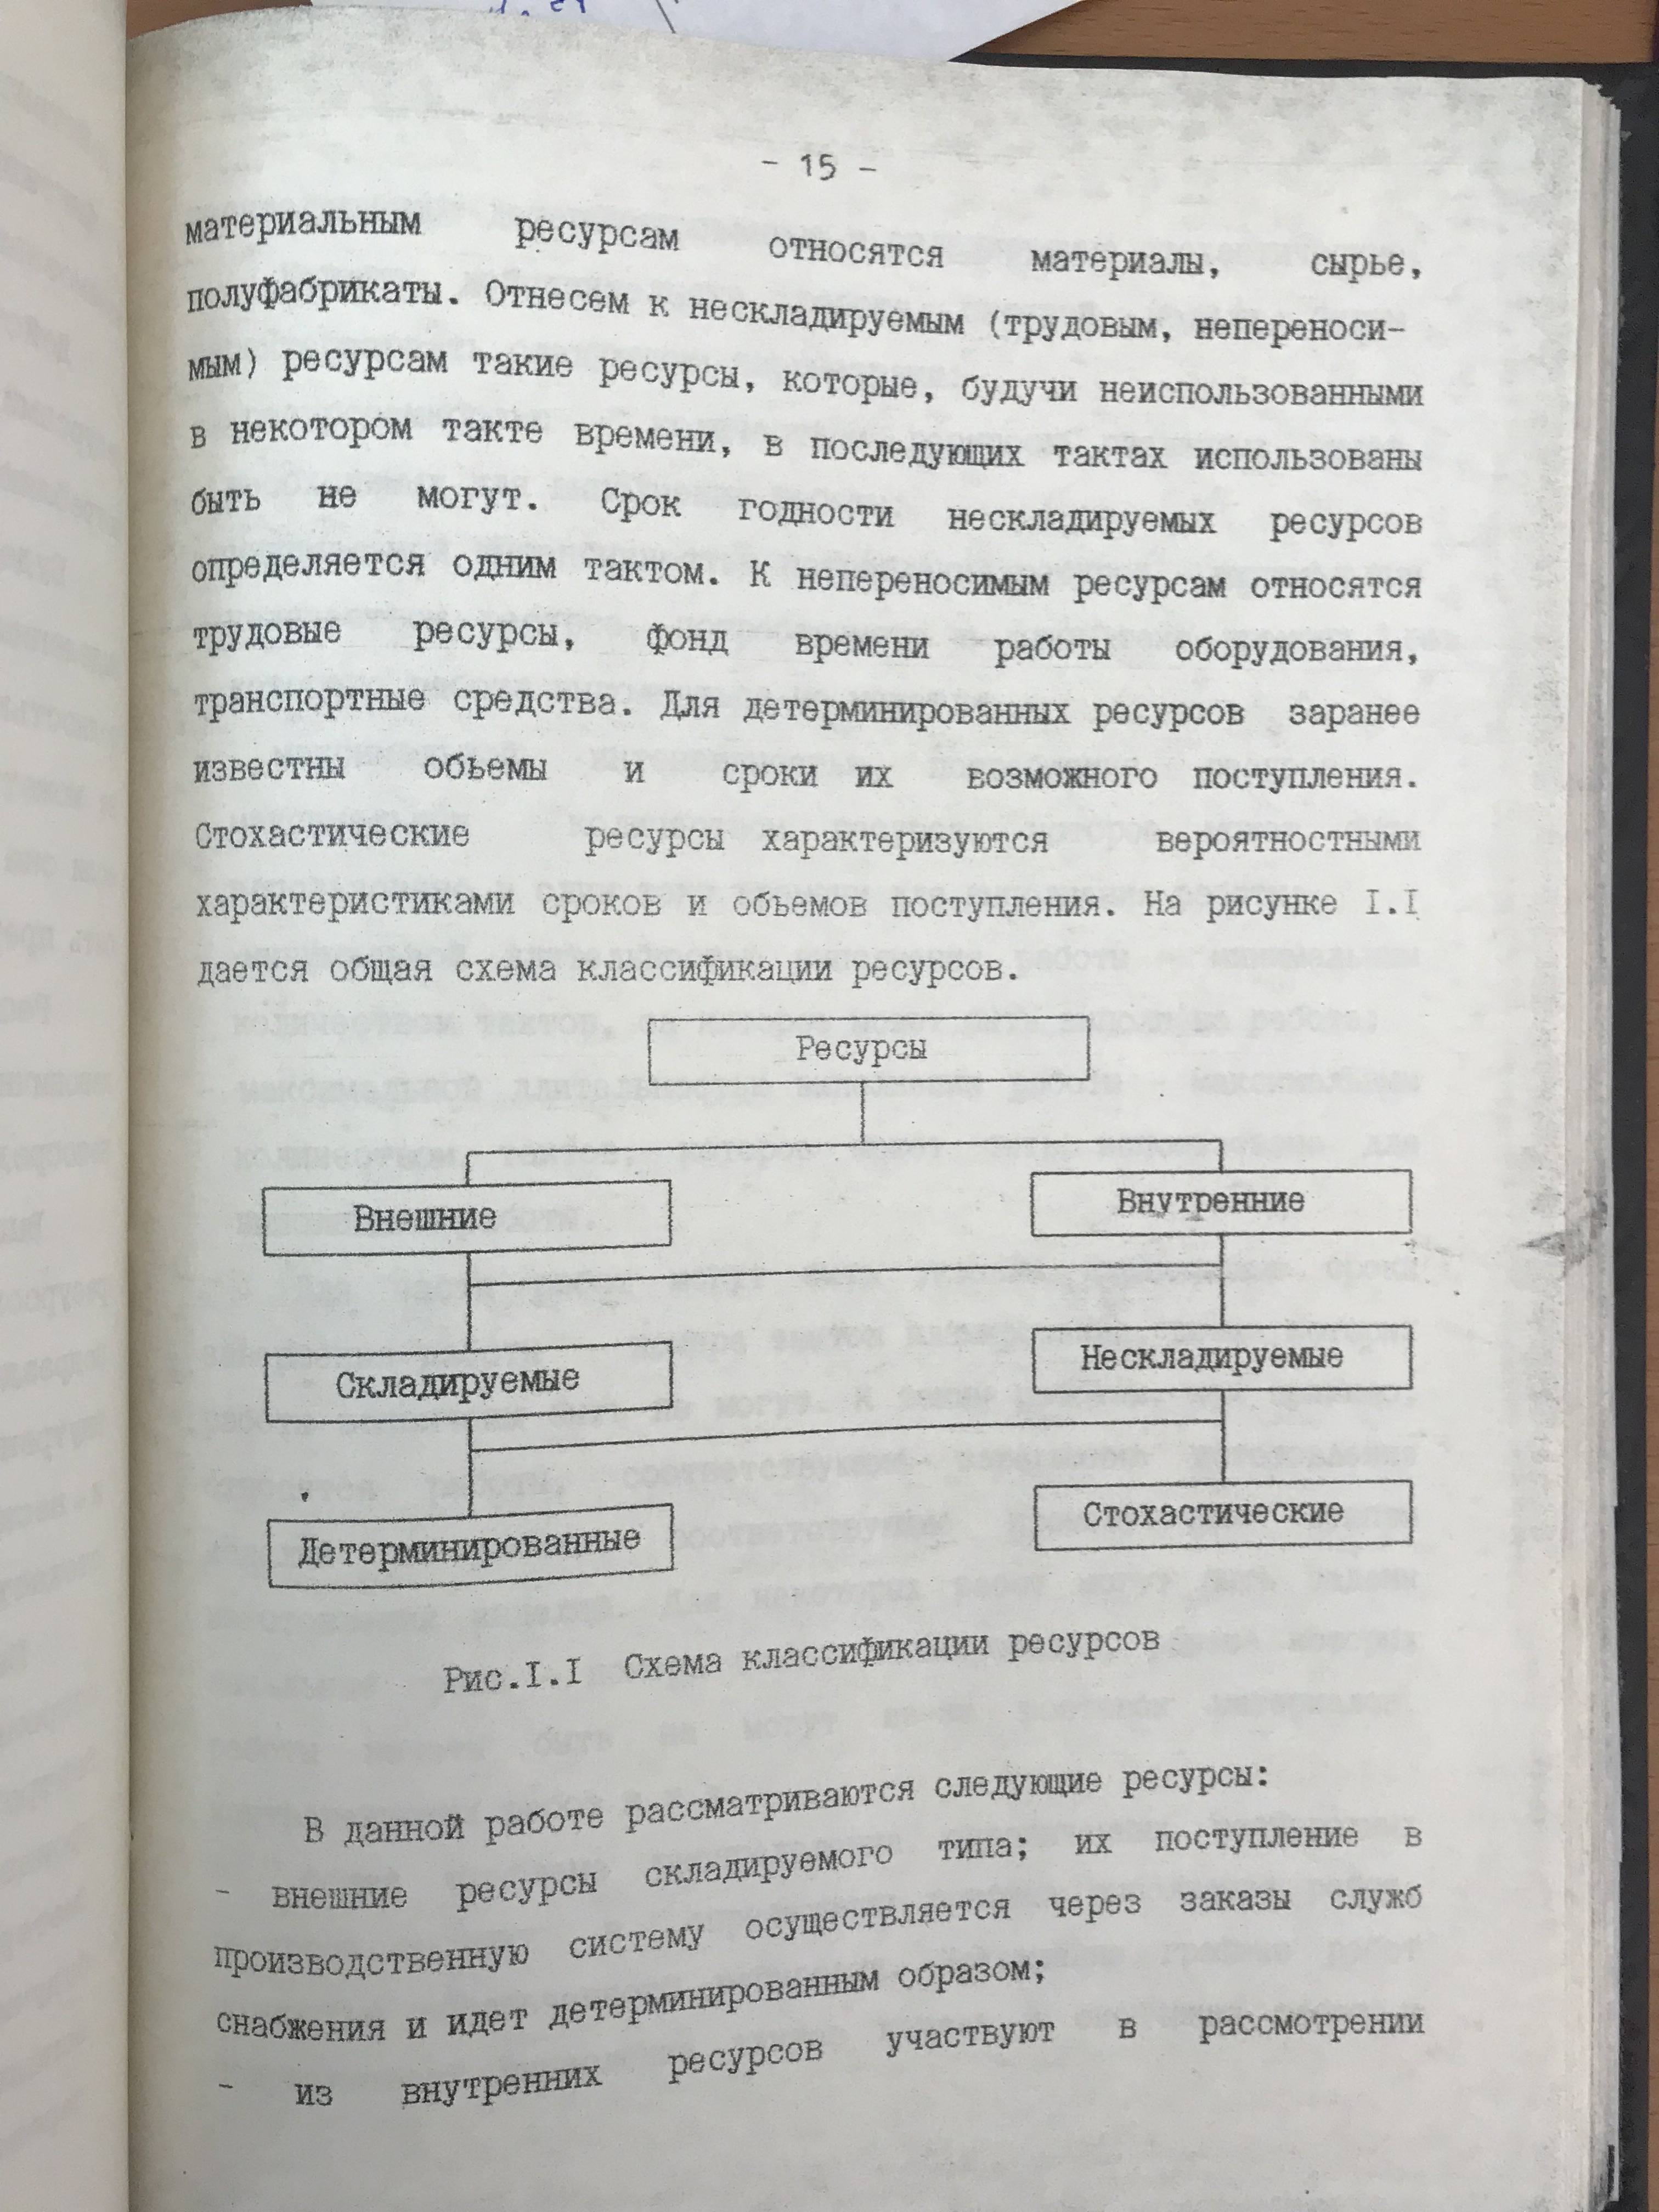 - 15 -
материальным ресурсам относятся материалы, сырье,
полуфабрикаты. Отнесем к нескладируемым (трудовым, непереноси-
мым) ресурсам такие ресурсы, которые, будучи неиспользованными
в некотором такте времени, в последующих тактах использованы
быть не могут. Срок годности нескладируемых ресурсов
определяется одним тактом. К непереносимым ресурсам относятся
трудовые ресурсы, фонд времени работы оборудования,
транспортные средства. Для детерминированных ресурсов заранее
известны обьемы и сроки их возможного поступления.
Стохастические ресурсы характеризуются вероятностными
характеристиками сроков и обьемов поступления. На рисунке I.I
дается общая схема классификации ресурсов.
Ресурсы
Внешние
Внутренние
Складируемые
Нескладируемые
Детерминированные
Стохастические
Рис.I.I Схема классификации ресурсов
В данной работе рассматриваются следующие ресурсы:
- внешние ресурсы складируемого типа; их поступление в
производственную систему осуществляется через заказы служб
снабжения и идет детерминированным образом;
- из внутренних ресурсов участвуют в рассмотрении